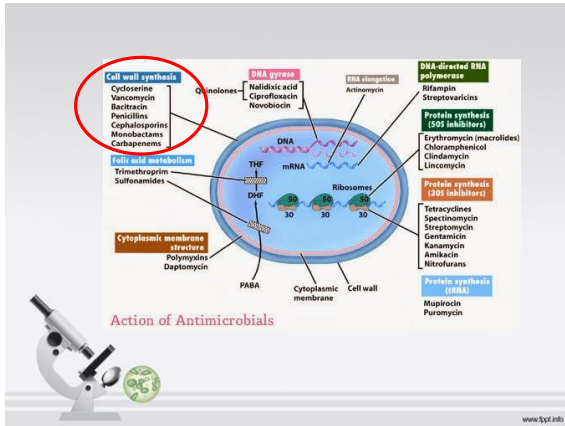 Cell wall synthesis
Cycloserine
Vancomycin
Bacitracin
Penicillins
Cephalosporins
Monobactams
Carbapenems
DNA gyrase
Quinolones
Nalidixic acid
Ciprofloxacin
Novobiocin
RNA elongation
Actinomycin
DNA-directed RNA
polymerase
Rifampin
Streptovaricins
Protein synthesis
(50S inhibitors)
Erythromycin (macrolides)
Chloramphenicol
Clindamycin
Lincomycin
Folic acid metabolism
Trimethroprim
Sulfonamides
DNA
THF
mRNA
Ribosomes
DHF
50
50
50
30
30
30
Protein synthesis
(30S inhibitors)
Tetracyclines
Spectinomycin
Streptomycin
Gentamicin
Kanamycin
Amikacin
Nitrofurans
Cytoplasmic membrane
structure
Polymyxins
Daptomycin
PABA
Cytoplasmic
membrane
Cell wall
Protein synthesis
(tRNA)
Mupirocin
Puromycin
Action of Antimicrobials
www.fppt.info